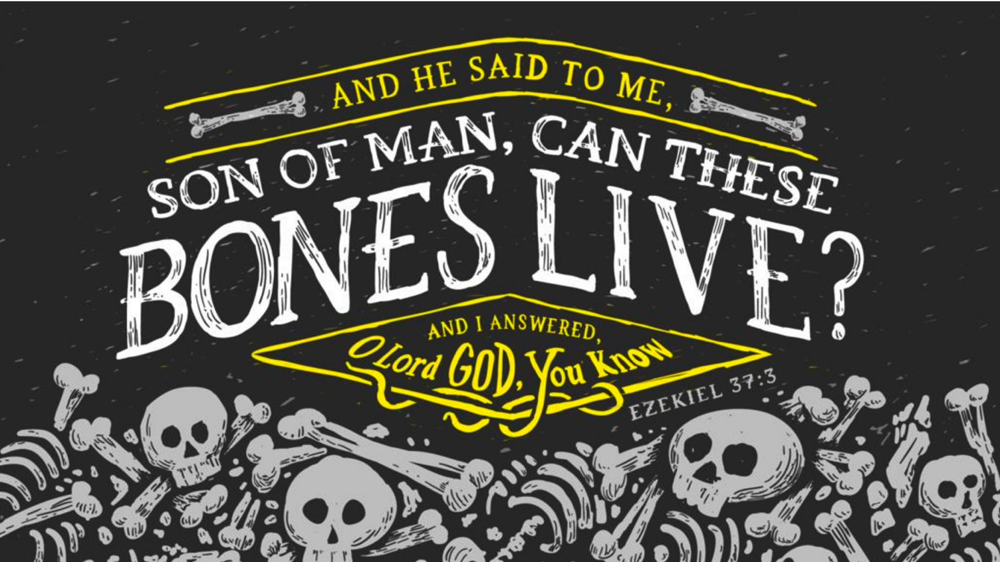 AND HE SAID TO ME,
SON OF MAN, CAN THESE
BONES LIVE?
AND I ANSWERED,
O Lord GOD, You Know
EZEKIEL 37:3